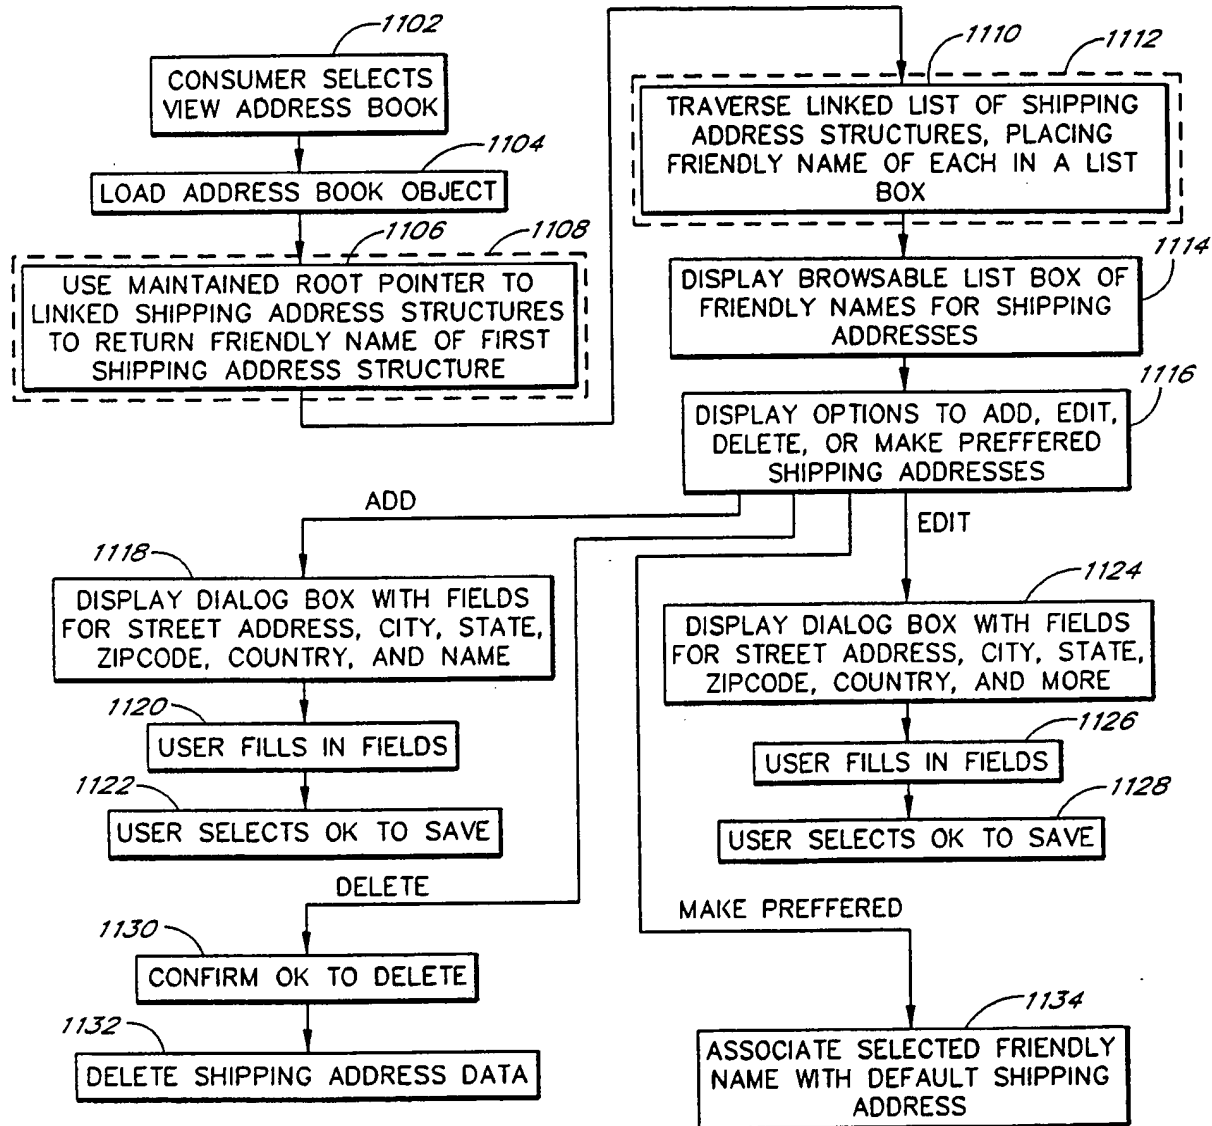 1102
CONSUMER SELECTS
VIEW ADDRESS BOOK
1104
LOAD ADDRESS BOOK OBJECT
1106
1108
USE MAINTAINED ROOT POINTER TO
LINKED SHIPPING ADDRESS STRUCTURES
TO RETURN FRIENDLY NAME OF FIRST
SHIPPING ADDRESS STRUCTURE
1110
1112
TRAVERSE LINKED LIST OF SHIPPING
ADDRESS STRUCTURES, PLACING
FRIENDLY NAME OF EACH IN A LIST
BOX
1114
DISPLAY BROWSABLE LIST BOX OF
FRIENDLY NAMES FOR SHIPPING
ADDRESSES
1116
DISPLAY OPTIONS TO ADD, EDIT,
DELETE, OR MAKE PREFFERED
SHIPPING ADDRESSES
ADD
1118
DISPLAY DIALOG BOX WITH FIELDS
FOR STREET ADDRESS, CITY, STATE,
ZIPCODE, COUNTRY, AND NAME
1120
USER FILLS IN FIELDS
1122
USER SELECTS OK TO SAVE
EDIT
1124
DISPLAY DIALOG BOX WITH FIELDS
FOR STREET ADDRESS, CITY, STATE,
ZIPCODE, COUNTRY, AND MORE
1126
USER FILLS IN FIELDS
1128
USER SELECTS OK TO SAVE
DELETE
1130
CONFIRM OK TO DELETE
1132
DELETE SHIPPING ADDRESS DATA
MAKE PREFFERED
1134
ASSOCIATE SELECTED FRIENDLY
NAME WITH DEFAULT SHIPPING
ADDRESS